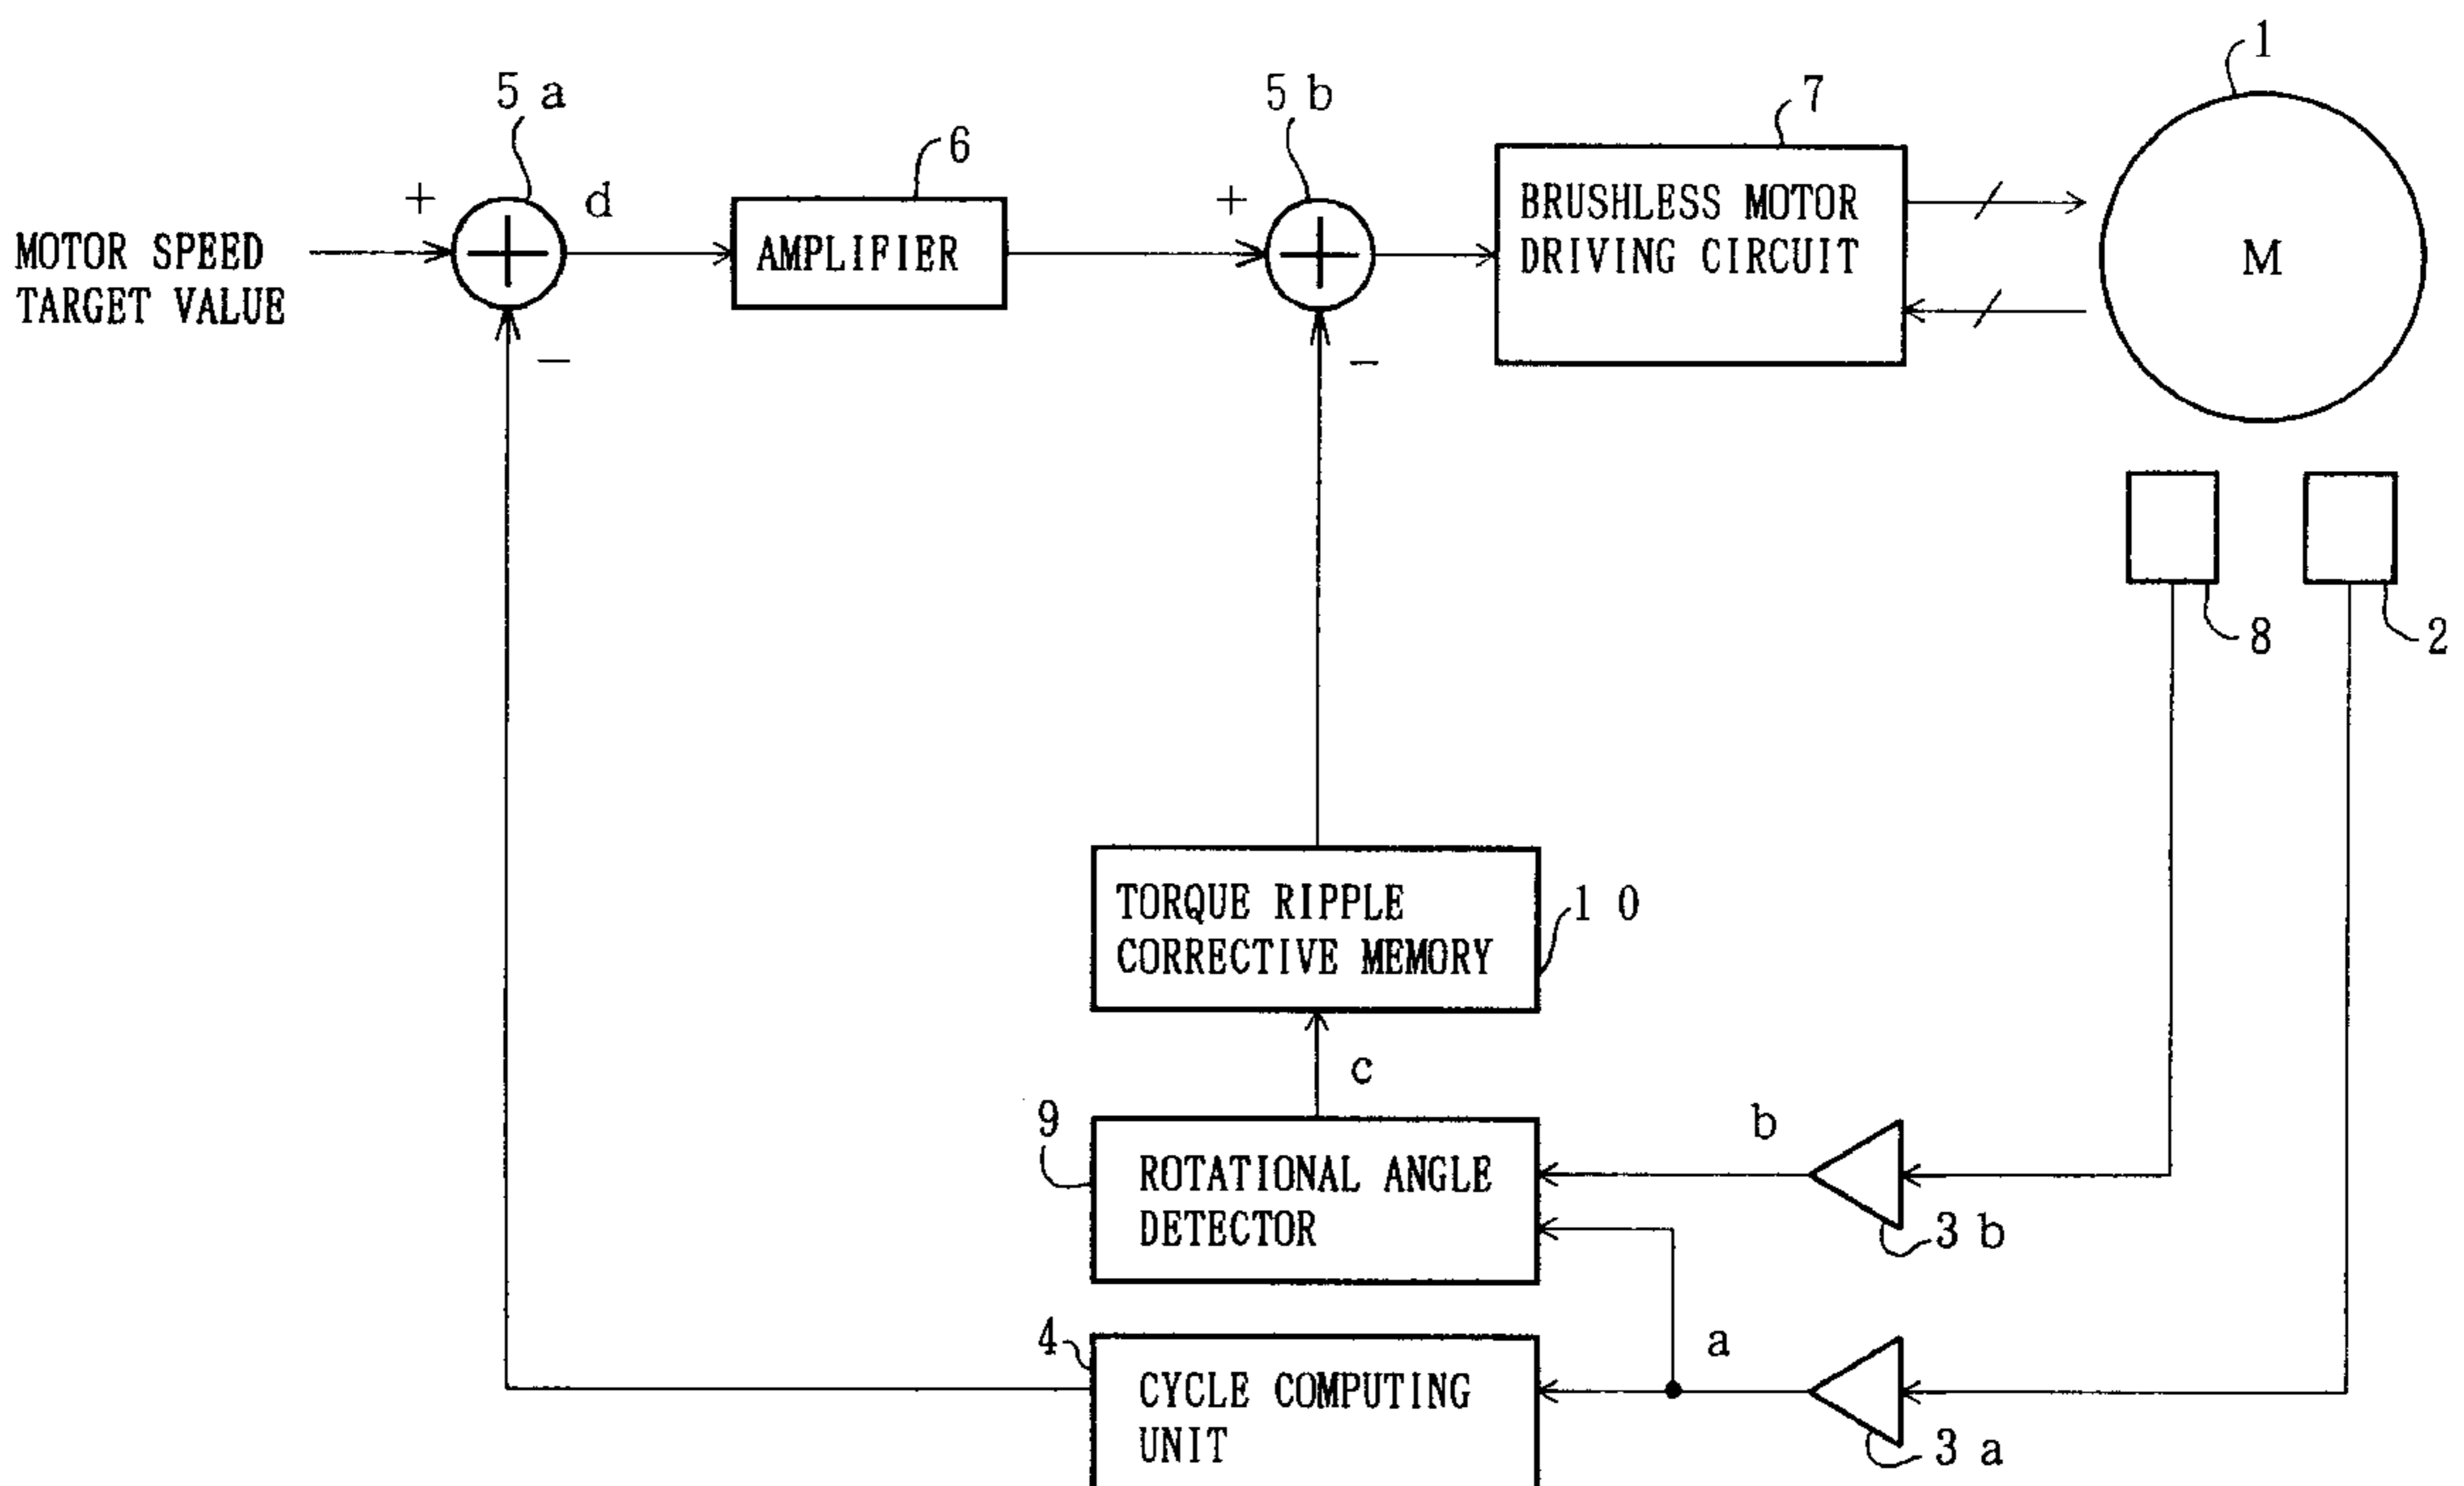 1
5 a
5 b
7
6
+
d
+
MOTOR SPEED
TARGET VALUE
AMPLIFIER
BRUSHLESS MOTOR
DRIVING CIRCUIT
M
−
−
8
2
TORQUE RIPPLE
CORRECTIVE MEMORY
1 0
c
9
b
ROTATIONAL ANGLE
DETECTOR
3 b
4
a
CYCLE COMPUTING
UNIT
3 a